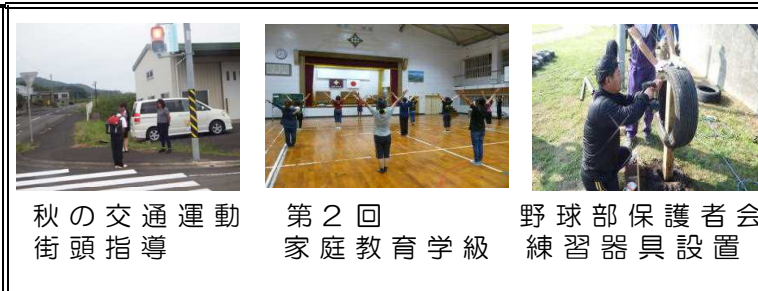 秋の交通運動
街頭指導
第２回
家庭教育学級
野球部保護者会
練習器具設置